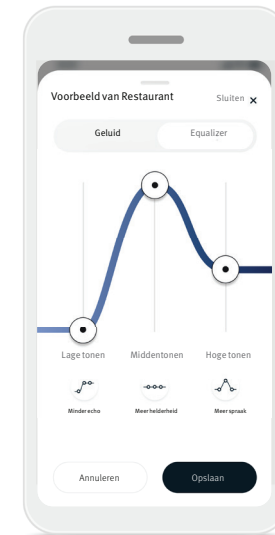 Voorbeeld van Restaurant Sluiten ×
Geluid Equalizer
Lage tonen Middentonen Hoge tonen
Minder echo Meer helderheid Meer spraak
Annuleren Opslaan